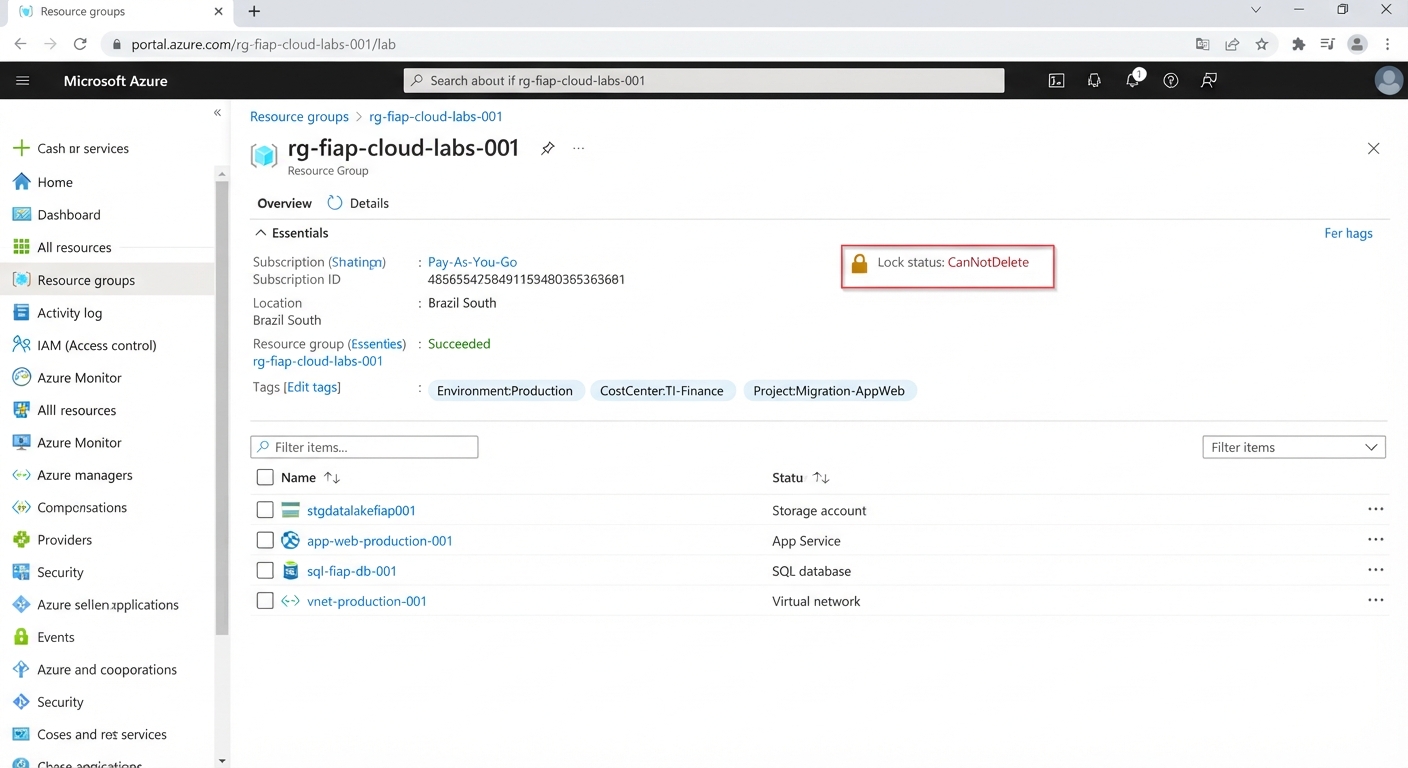 Resource groups
portal.azure.com/rg-fiap-cloud-labs-001/lab
Microsoft Azure
Search about if rg-fiap-cloud-labs-001
1
Resource groups > rg-fiap-cloud-labs-001
rg-fiap-cloud-labs-001
Resource Group
Overview Details
Essentials
Fer hags
Subscription (Shatingn) : Pay-As-You-Go
Lock status: CanNotDelete
Subscription ID 4856554758491159480365363681
Location : Brazil South
Brazil South
Resource group (Essenties) : Succeeded
rg-fiap-cloud-labs-001
Tags [Edit tags] : Environment:Production CostCenter:TI-Finance Project:Migration-AppWeb
Filter items... Filter items
Name Statu
stgdatalakefiap001 Storage account
app-web-production-001 App Service
sql-fiap-db-001 SQL database
vnet-production-001 Virtual network
Cash or services
Home
Dashboard
All resources
Resource groups
Activity log
IAM (Access control)
Azure Monitor
Alll resources
Azure Monitor
Azure managers
Compensations
Providers
Security
Azure sellen applications
Events
Azure and cooporations
Security
Coses and res services